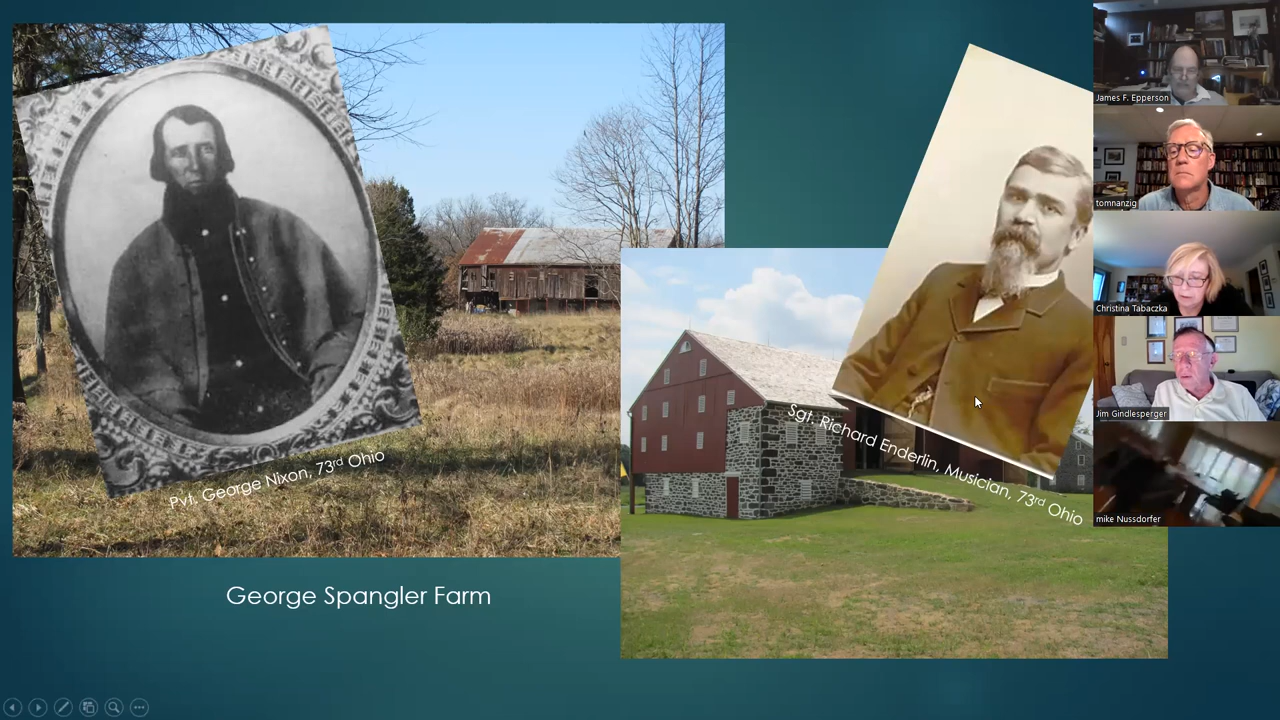 Pvt. George Nixon, 73rd Ohio
Sgt. Richard Enderlin, Musician, 73rd Ohio
George Spangler Farm
James F. Epperson
tomnanzig
Christina Tabaczka
Jim Gindlesperger
mike Nussdorfer